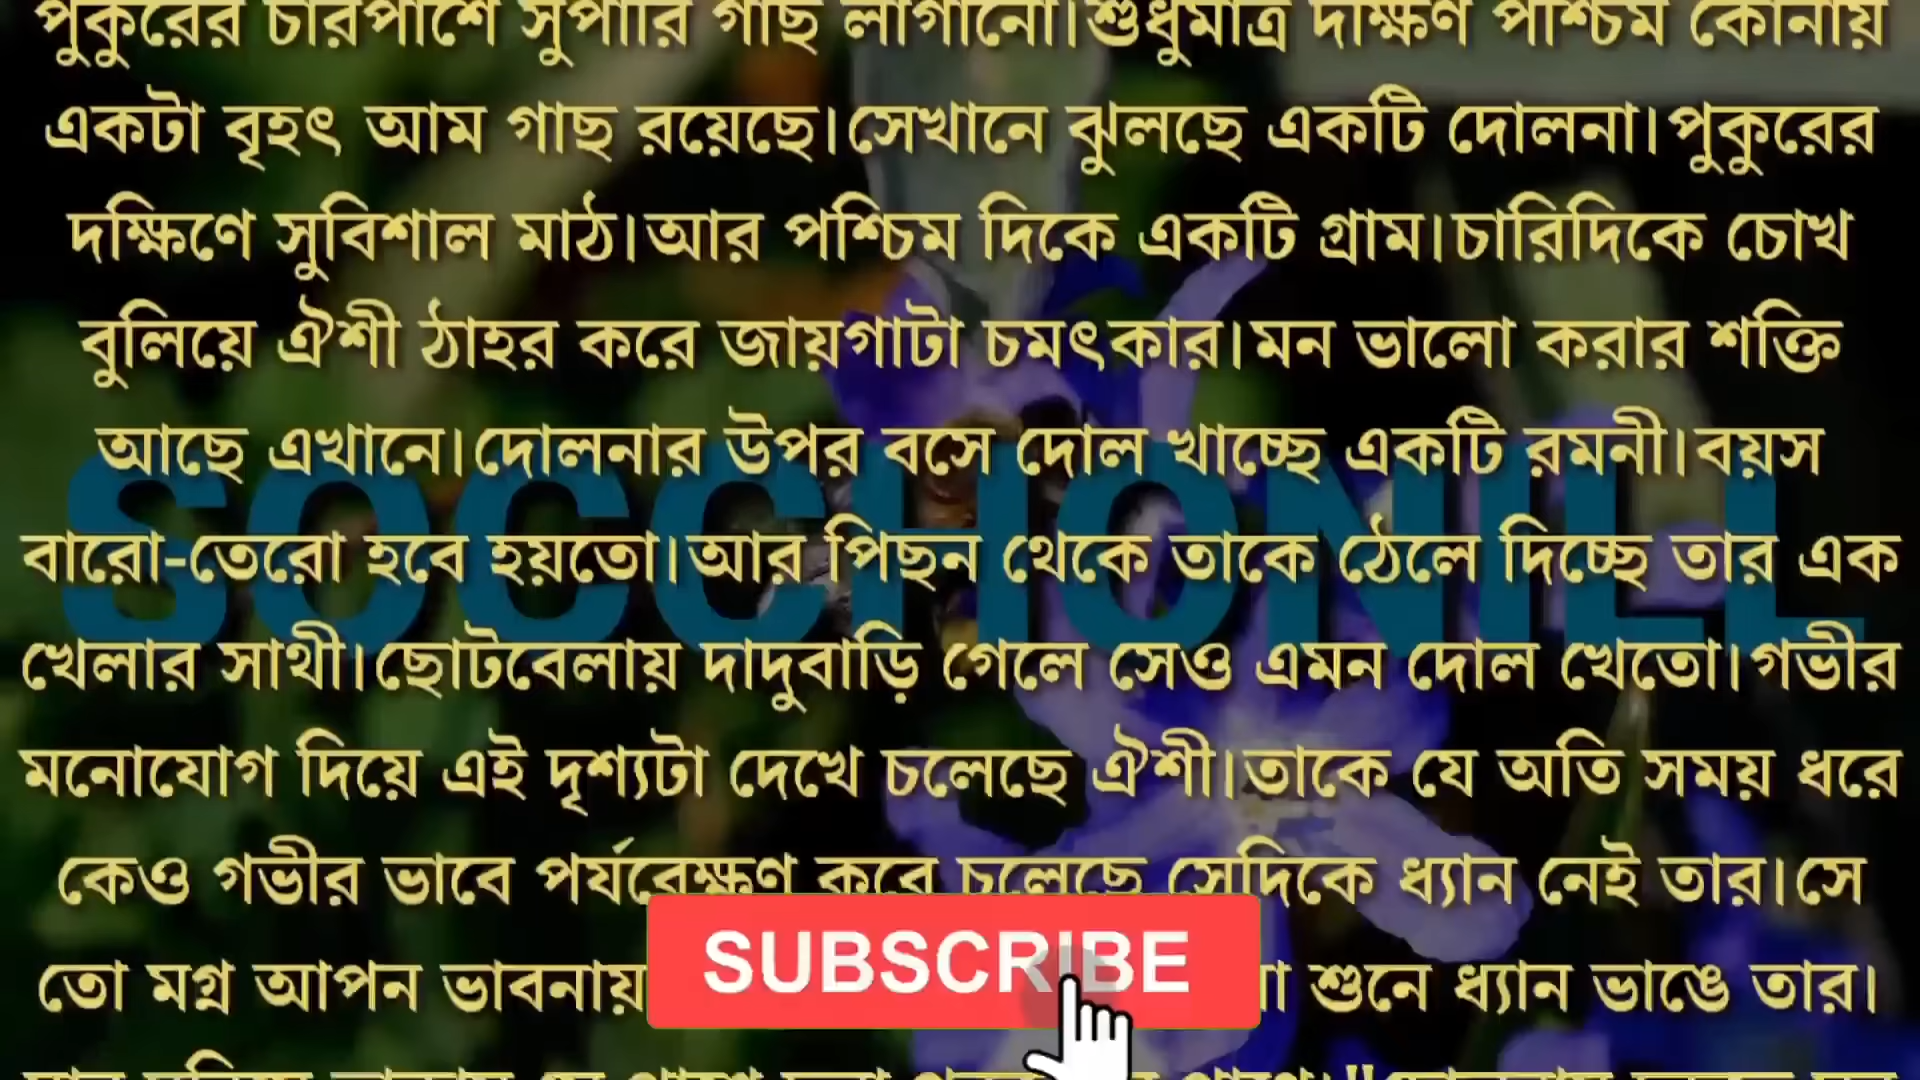 পুকুরের চারপাশে সুপারি গাছ লাগানো।শুধুমাত্র দক্ষিণ পশ্চিম কোনায়
একটা বৃহৎ আম গাছ রয়েছে।সেখানে ঝুলছে একটি দোলনা।পুকুরের
দক্ষিণে সুবিশাল মাঠ।আর পশ্চিম দিকে একটি গ্রাম।চারিদিকে চোখ
বুলিয়ে ঐশী ঠাহর করে জায়গাটা চমৎকার।মন ভালো করার শক্তি
আছে এখানে।দোলনার উপর বসে দোল খাচ্ছে একটি রমনী।বয়স
SOCCHONILL
বারো-তেরো হবে হয়তো।আর পিছন থেকে তাকে ঠেলে দিচ্ছে তার এক
খেলার সাথী।ছোটবেলায় দাদুবাড়ি গেলে সেও এমন দোল খেতো।গভীর
মনোযোগ দিয়ে এই দৃশ্যটা দেখে চলেছে ঐশী।তাকে যে অতি সময় ধরে
কেও গভীর ভাবে পর্যবেক্ষণ করে চলেছে সেদিকে ধ্যান নেই তার।সে
তো মগ্ন আপন ভাবনায় শুনে ধ্যান ভাঙে তার।
SUBSCRIBE